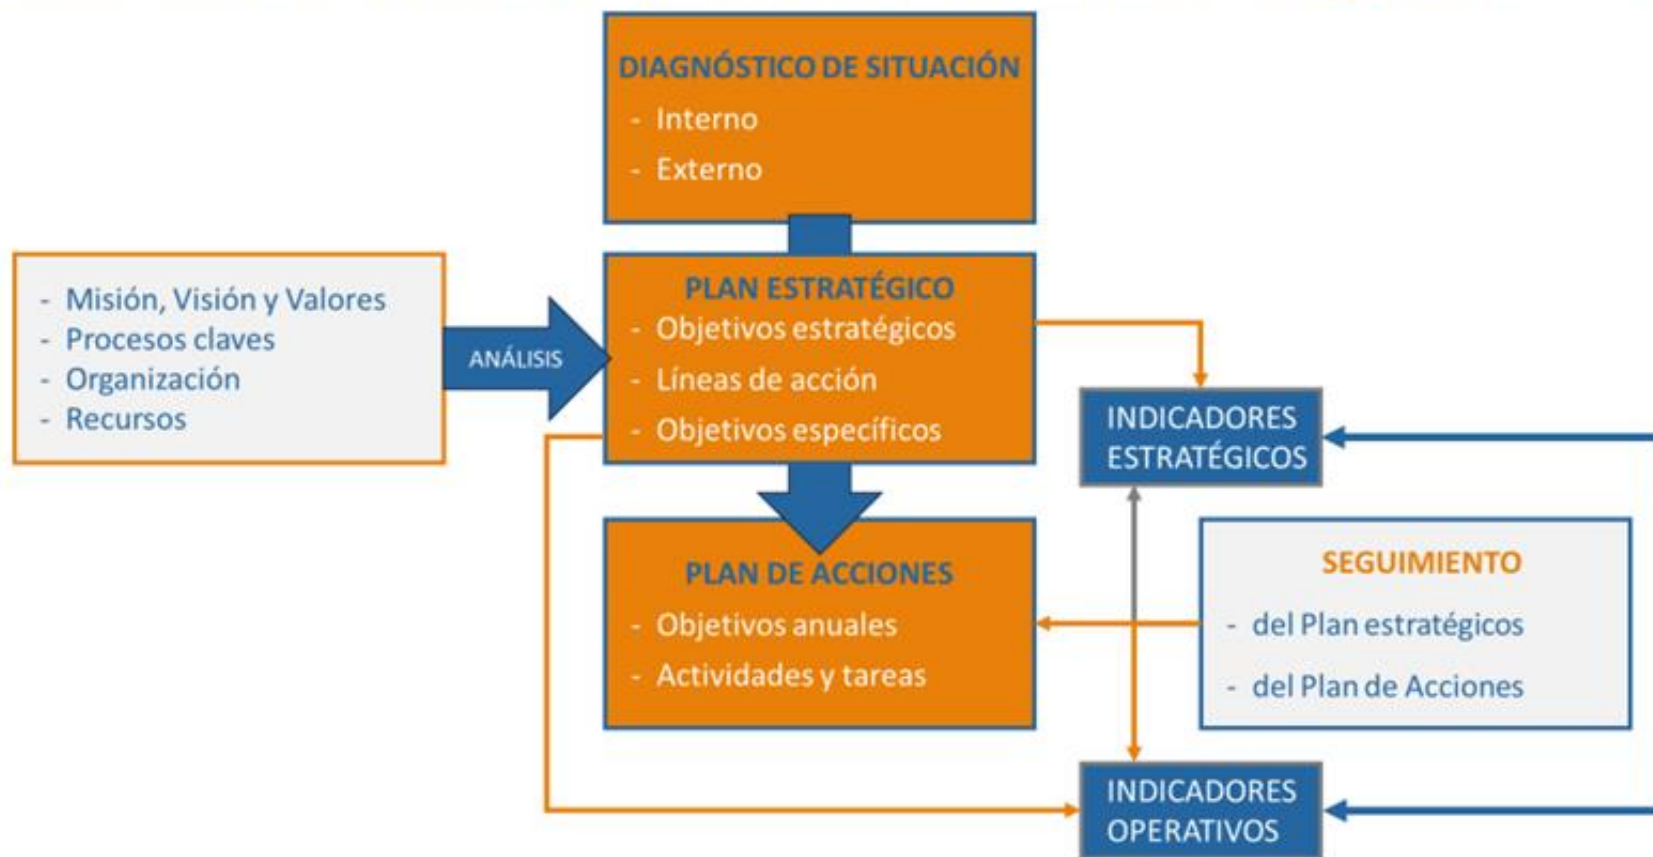 DIAGNÓSTICO DE SITUACIÓN
- Interno
- Externo
- Misión, Visión y Valores
- Procesos claves
- Organización
- Recursos
ANÁLISIS
PLAN ESTRATÉGICO
- Objetivos estratégicos
- Líneas de acción
- Objetivos específicos
INDICADORES
ESTRATÉGICOS
PLAN DE ACCIONES
- Objetivos anuales
- Actividades y tareas
SEGUIMIENTO
- del Plan estratégicos
- del Plan de Acciones
INDICADORES
OPERATIVOS